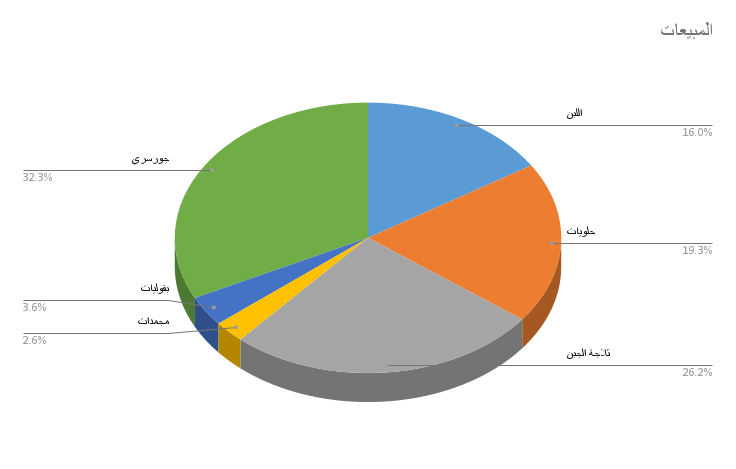 المبيعات
اللبن
16.0%
حلويات
19.3%
ثلاجة الجبن
26.2%
مجمدات
2.6%
بقوليات
3.6%
جورسري
32.3%